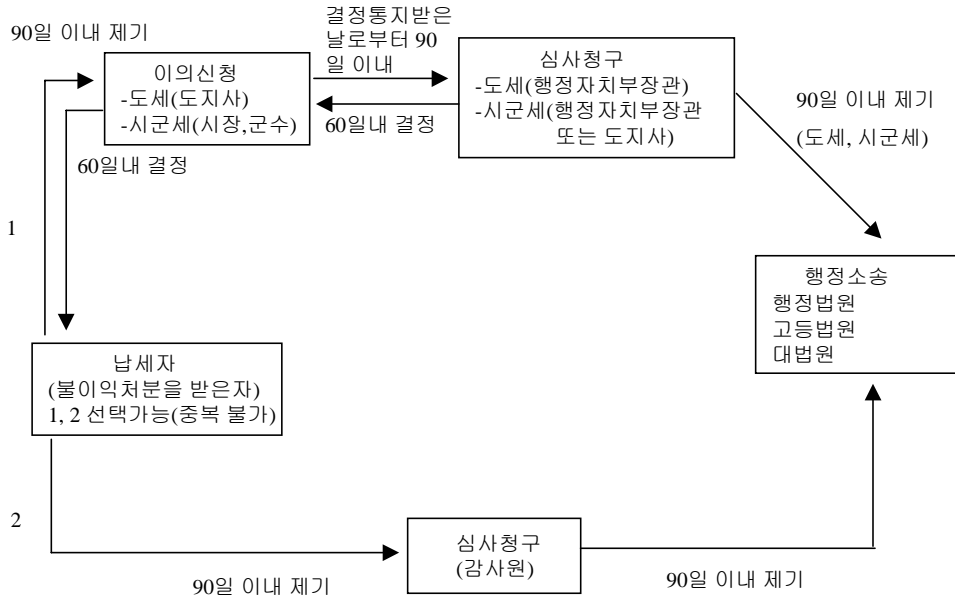 90일 이내 제기
결정통지받은
날로부터 90
일 이내
이의신청
-도세(도지사)
-시군세(시장,군수)
60일내 결정
심사청구
-도세(행정자치부장관)
-시군세(행정자치부장관
또는 도지사)
60일내 결정
90일 이내 제기
(도세, 시군세)
1
행정소송
행정법원
고등법원
대법원
납세자
(불이익처분을 받은자)
1, 2 선택가능(중복 불가)
2
심사청구
(감사원)
90일 이내 제기
90일 이내 제기